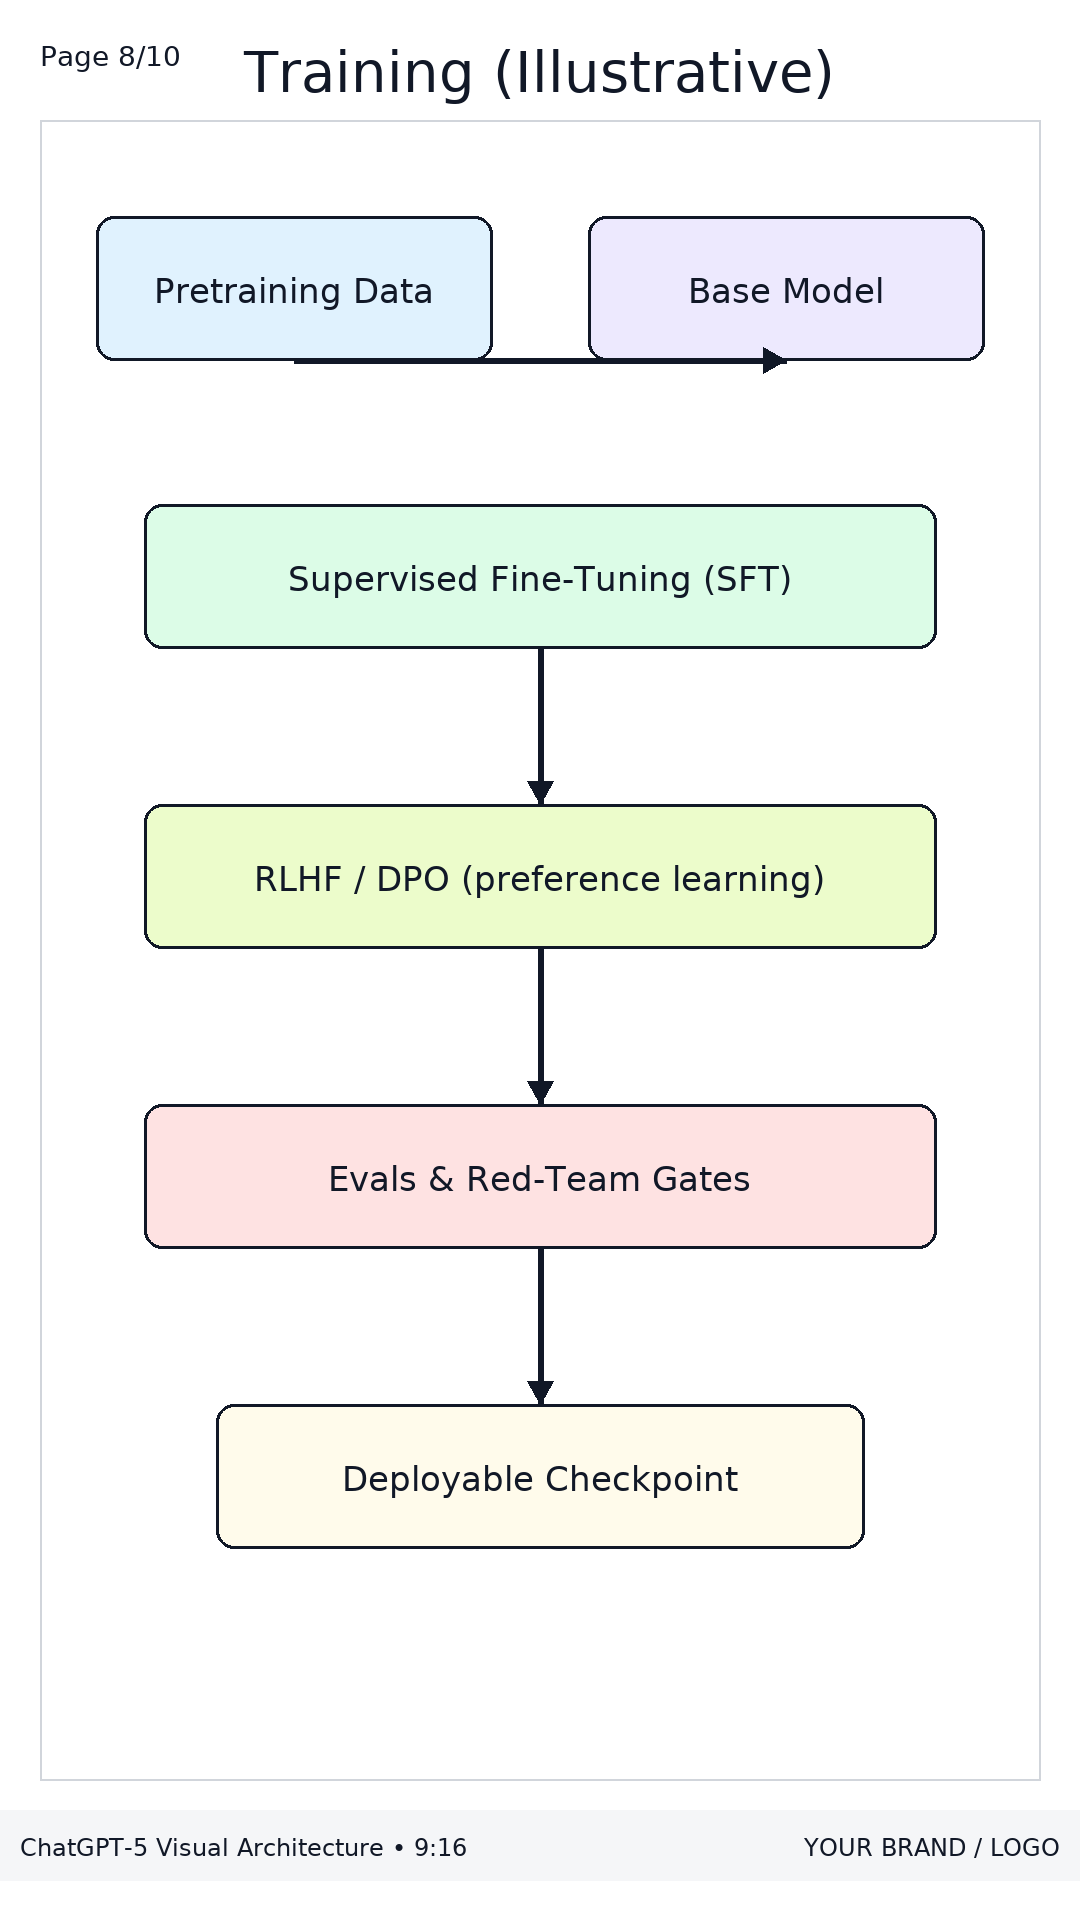 Page 8/10
Training (Illustrative)
Pretraining Data
Base Model
Supervised Fine-Tuning (SFT)
RLHF / DPO (preference learning)
Evals & Red-Team Gates
Deployable Checkpoint
ChatGPT-5 Visual Architecture • 9:16
YOUR BRAND / LOGO